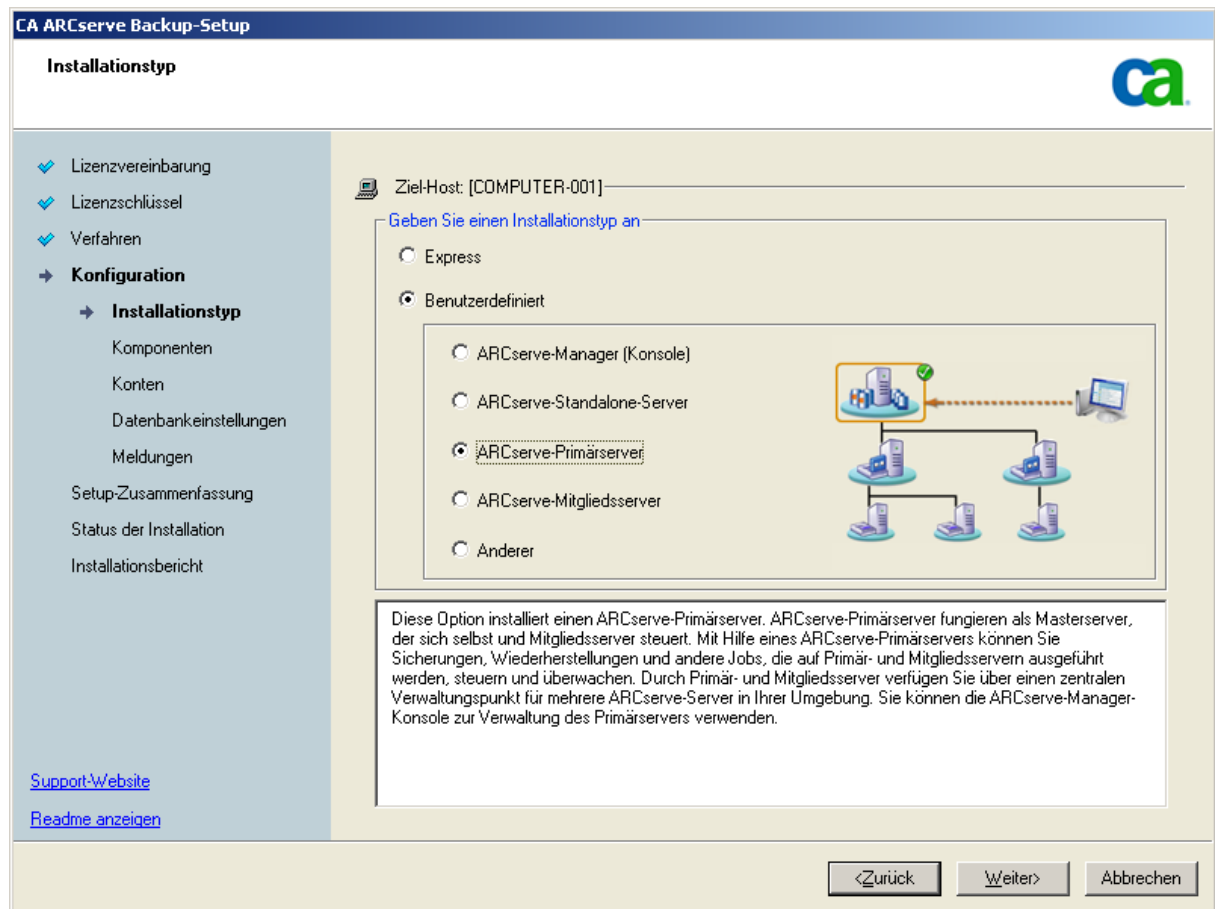 CA ARCserve Backup-Setup
Installationstyp
ca
Lizenzvereinbarung
Lizenzschlüssel
Verfahren
Konfiguration
Installationstyp
Komponenten
Konten
Datenbankeinstellungen
Meldungen
Setup-Zusammenfassung
Status der Installation
Installationsbericht
Support-Website
Readme anzeigen
Ziel-Host: [COMPUTER-001]
Geben Sie einen Installationstyp an
Express
Benutzerdefiniert
ARCserve-Manager (Konsole)
ARCserve-Standalone-Server
ARCserve-Primärserver
ARCserve-Mitgliedsserver
Anderer
Diese Option installiert einen ARCserve-Primärserver. ARCserve-Primärserver fungieren als Masterserver,
der sich selbst und Mitgliedsserver steuert. Mit Hilfe eines ARCserve-Primärservers können Sie
Sicherungen, Wiederherstellungen und andere Jobs, die auf Primär- und Mitgliedsservern ausgeführt
werden, steuern und überwachen. Durch Primär- und Mitgliedsserver verfügen Sie über einen zentralen
Verwaltungspunkt für mehrere ARCserve-Server in Ihrer Umgebung. Sie können die ARCserve-Manager-
Konsole zur Verwaltung des Primärservers verwenden.
<Zurück
Weiter>
Abbrechen